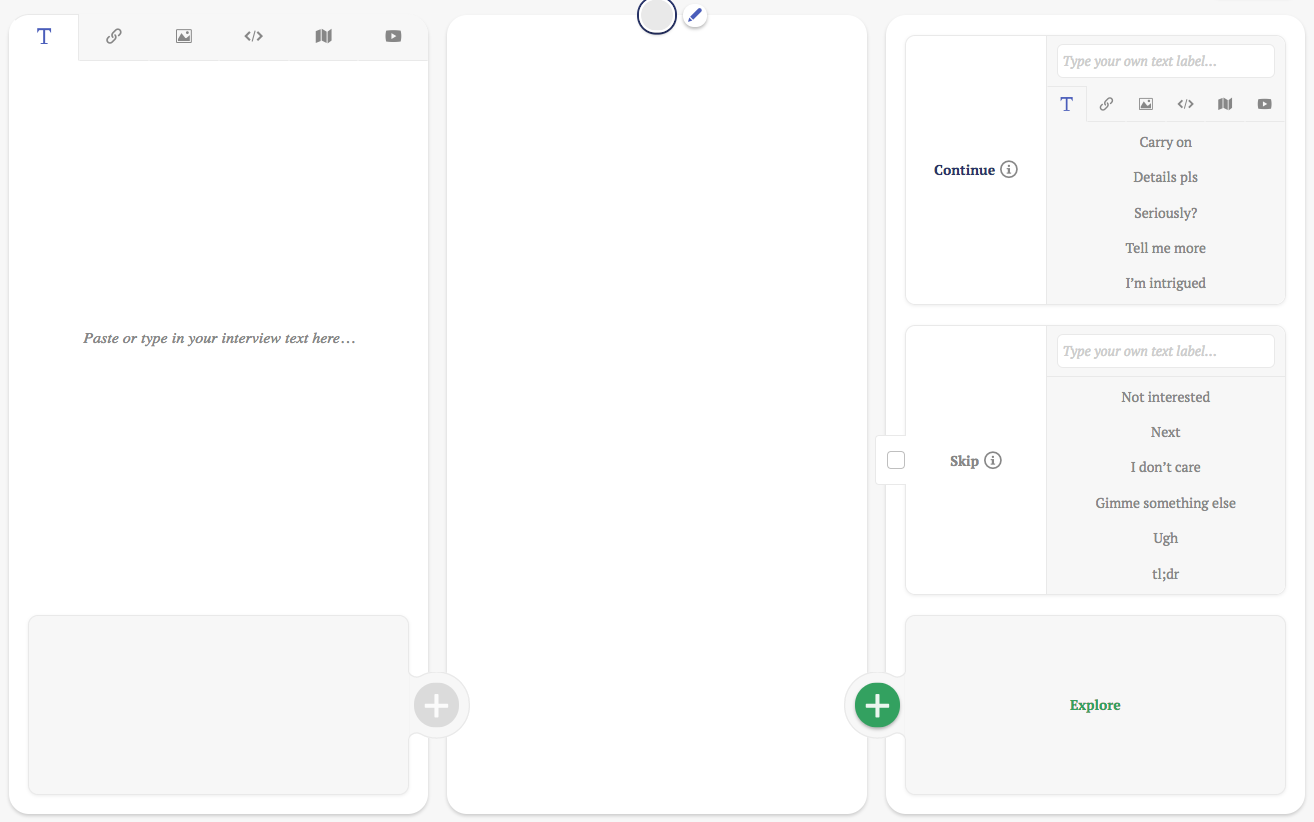 T
</>
Paste or type in your interview text here…
Type your own text label…
T
</>
Continue
Carry on
Details pls
Seriously?
Tell me more
I’m intrigued
Type your own text label…
Skip
Not interested
Next
I don’t care
Gimme something else
Ugh
tl;dr
Explore